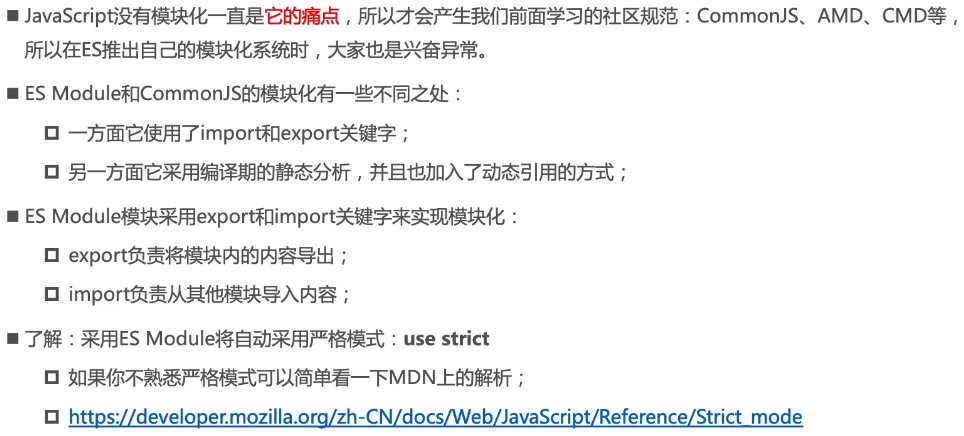 ■ JavaScript没有模块化一直是它的痛点，所以才会产生我们前面学习的社区规范：CommonJS、AMD、CMD等，
所以在ES推出自己的模块化系统时，大家也是兴奋异常。
■ ES Module和CommonJS的模块化有一些不同之处：
一方面它使用了import和export关键字；
另一方面它采用编译期的静态分析，并且也加入了动态引用的方式；
■ ES Module模块采用export和import关键字来实现模块化：
export负责将模块内的内容导出；
import负责从其他模块导入内容；
■ 了解：采用ES Module将自动采用严格模式：use strict
如果你不熟悉严格模式可以简单看一下MDN上的解析；
https://developer.mozilla.org/zh-CN/docs/Web/JavaScript/Reference/Strict_mode